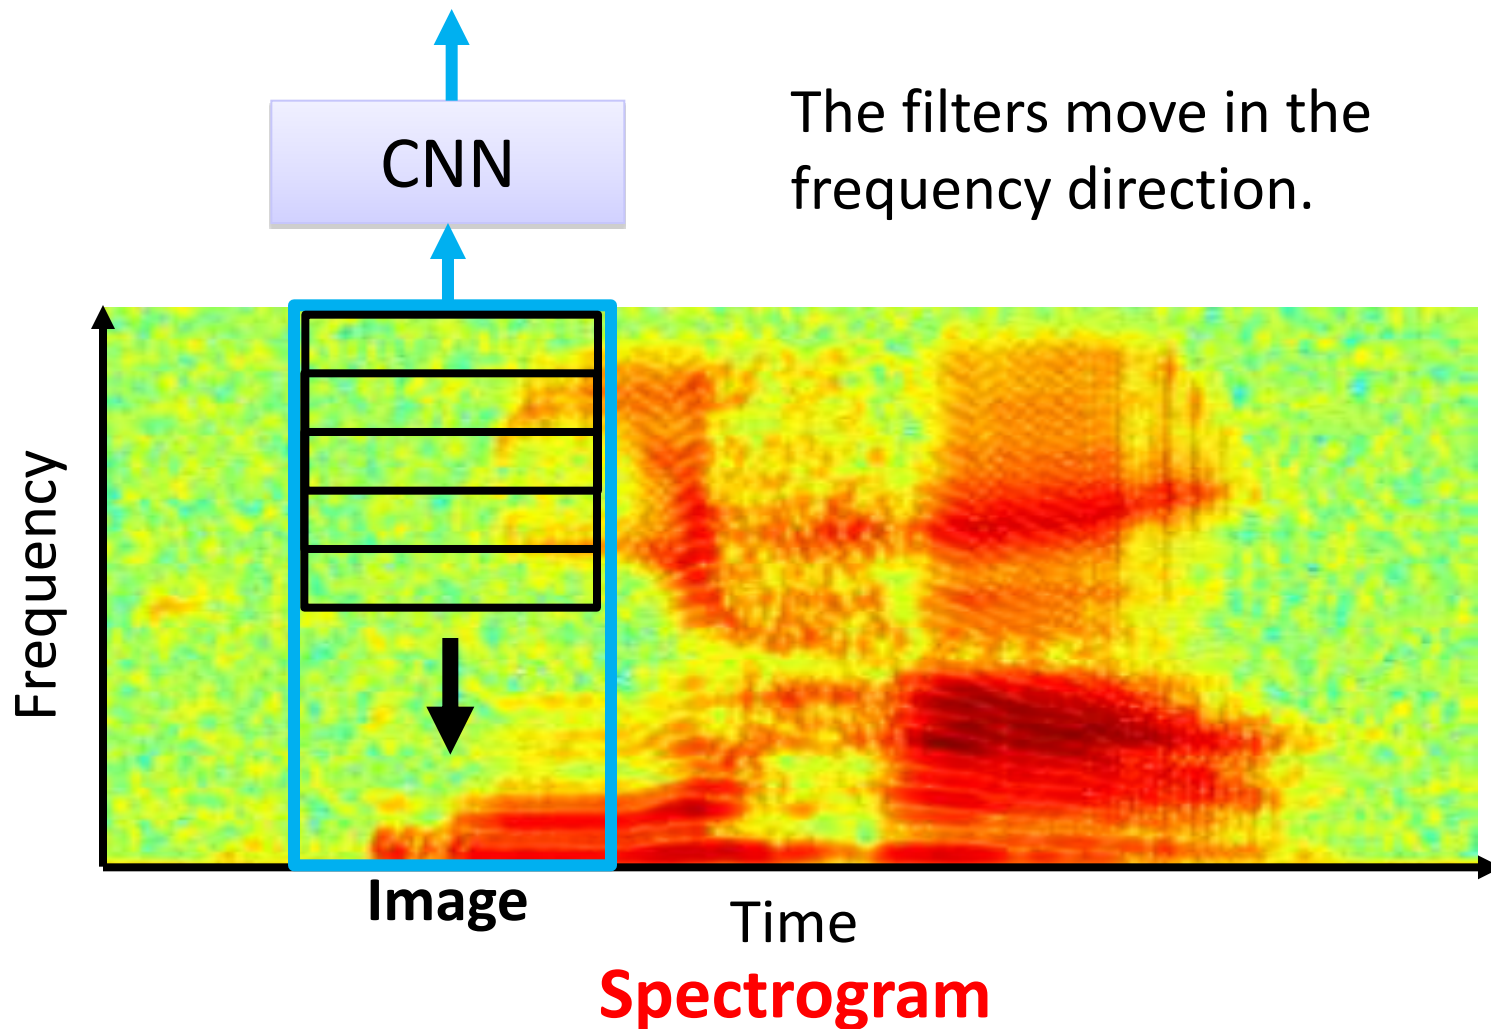 CNN
The filters move in the
frequency direction.
Frequency
Image
Time
Spectrogram